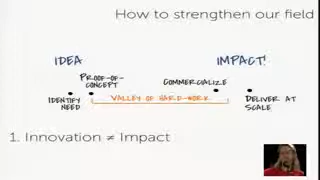 How to strengthen our field
IDEA
IMPACT!
PROOF-OF-
CONCEPT
COMMERCIALIZE
IDENTIFY
NEED
VALLEY OF HARD-WORK
DELIVER AT
SCALE
1. Innovation ≠ Impact